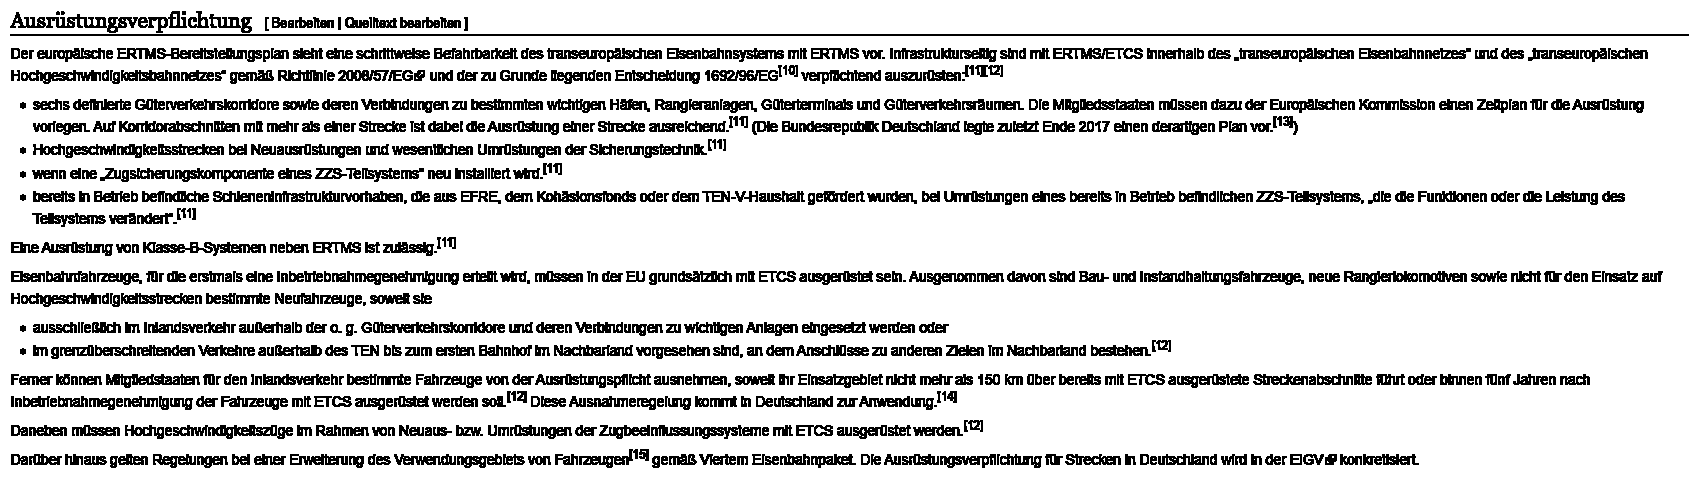 Ausrüstungsverpflichtung [ Bearbeiten | Quelltext bearbeiten ]
Der europäische ERTMS-Bereitstellungsplan sieht eine schrittweise Befahrbarkeit des transeuropäischen Eisenbahnsystems mit ERTMS vor. Infrastrukturseitig sind mit ERTMS/ETCS innerhalb des „transeuropäischen Eisenbahnnetzes“ und des „transeuropäischen
Hochgeschwindigkeitsbahnnetzes“ gemäß Richtlinie 2008/57/EG und der zu Grunde liegenden Entscheidung 1692/96/EG[10] verpflichtend auszurüsten:[11][12]
• sechs definierte Güterverkehrskorridore sowie deren Verbindungen zu bestimmten wichtigen Häfen, Rangieranlagen, Güterterminals und Güterverkehrsräumen. Die Mitgliedsstaaten müssen dazu der Europäischen Kommission einen Zeitplan für die Ausrüstung
vorlegen. Auf Korridorabschnitten mit mehr als einer Strecke ist dabei die Ausrüstung einer Strecke ausreichend.[11] (Die Bundesrepublik Deutschland legte zuletzt Ende 2017 einen derartigen Plan vor.[13])
• Hochgeschwindigkeitsstrecken bei Neuausrüstungen und wesentlichen Umrüstungen der Sicherungstechnik.[11]
• wenn eine „Zugsicherungskomponente eines ZZS-Teilsystems“ neu installiert wird.[11]
• bereits in Betrieb befindliche Schieneninfrastrukturvorhaben, die aus EFRE, dem Kohäsionsfonds oder dem TEN-V-Haushalt gefördert wurden, bei Umrüstungen eines bereits in Betrieb befindlichen ZZS-Teilsystems, „die die Funktionen oder die Leistung des
Teilsystems verändert“.[11]
Eine Ausrüstung von Klasse-B-Systemen neben ERTMS ist zulässig.[11]
Eisenbahnfahrzeuge, für die erstmals eine Inbetriebnahmegenehmigung erteilt wird, müssen in der EU grundsätzlich mit ETCS ausgerüstet sein. Ausgenommen davon sind Bau- und Instandhaltungsfahrzeuge, neue Rangierlokomotiven sowie nicht für den Einsatz auf
Hochgeschwindigkeitsstrecken bestimmte Neufahrzeuge, soweit sie
• ausschließlich im Inlandsverkehr außerhalb der o. g. Güterverkehrskorridore und deren Verbindungen zu wichtigen Anlagen eingesetzt werden oder
• im grenzüberschreitenden Verkehre außerhalb des TEN bis zum ersten Bahnhof im Nachbarland vorgesehen sind, an dem Anschlüsse zu anderen Zielen im Nachbarland bestehen.[12]
Ferner können Mitgliedstaaten für den Inlandsverkehr bestimmte Fahrzeuge von der Ausrüstungspflicht ausnehmen, soweit ihr Einsatzgebiet nicht mehr als 150 km über bereits mit ETCS ausgerüstete Streckenabschnitte führt oder binnen fünf Jahren nach
Inbetriebnahmegenehmigung der Fahrzeuge mit ETCS ausgerüstet werden soll.[12] Diese Ausnahmeregelung kommt in Deutschland zur Anwendung.[14]
Daneben müssen Hochgeschwindigkeitszüge im Rahmen von Neuaus- bzw. Umrüstungen der Zugbeeinflussungssysteme mit ETCS ausgerüstet werden.[12]
Darüber hinaus gelten Regelungen bei einer Erweiterung des Verwendungsgebiets von Fahrzeugen[15] gemäß Viertem Eisenbahnpaket. Die Ausrüstungsverpflichtung für Strecken in Deutschland wird in der EIGV konkretisiert.